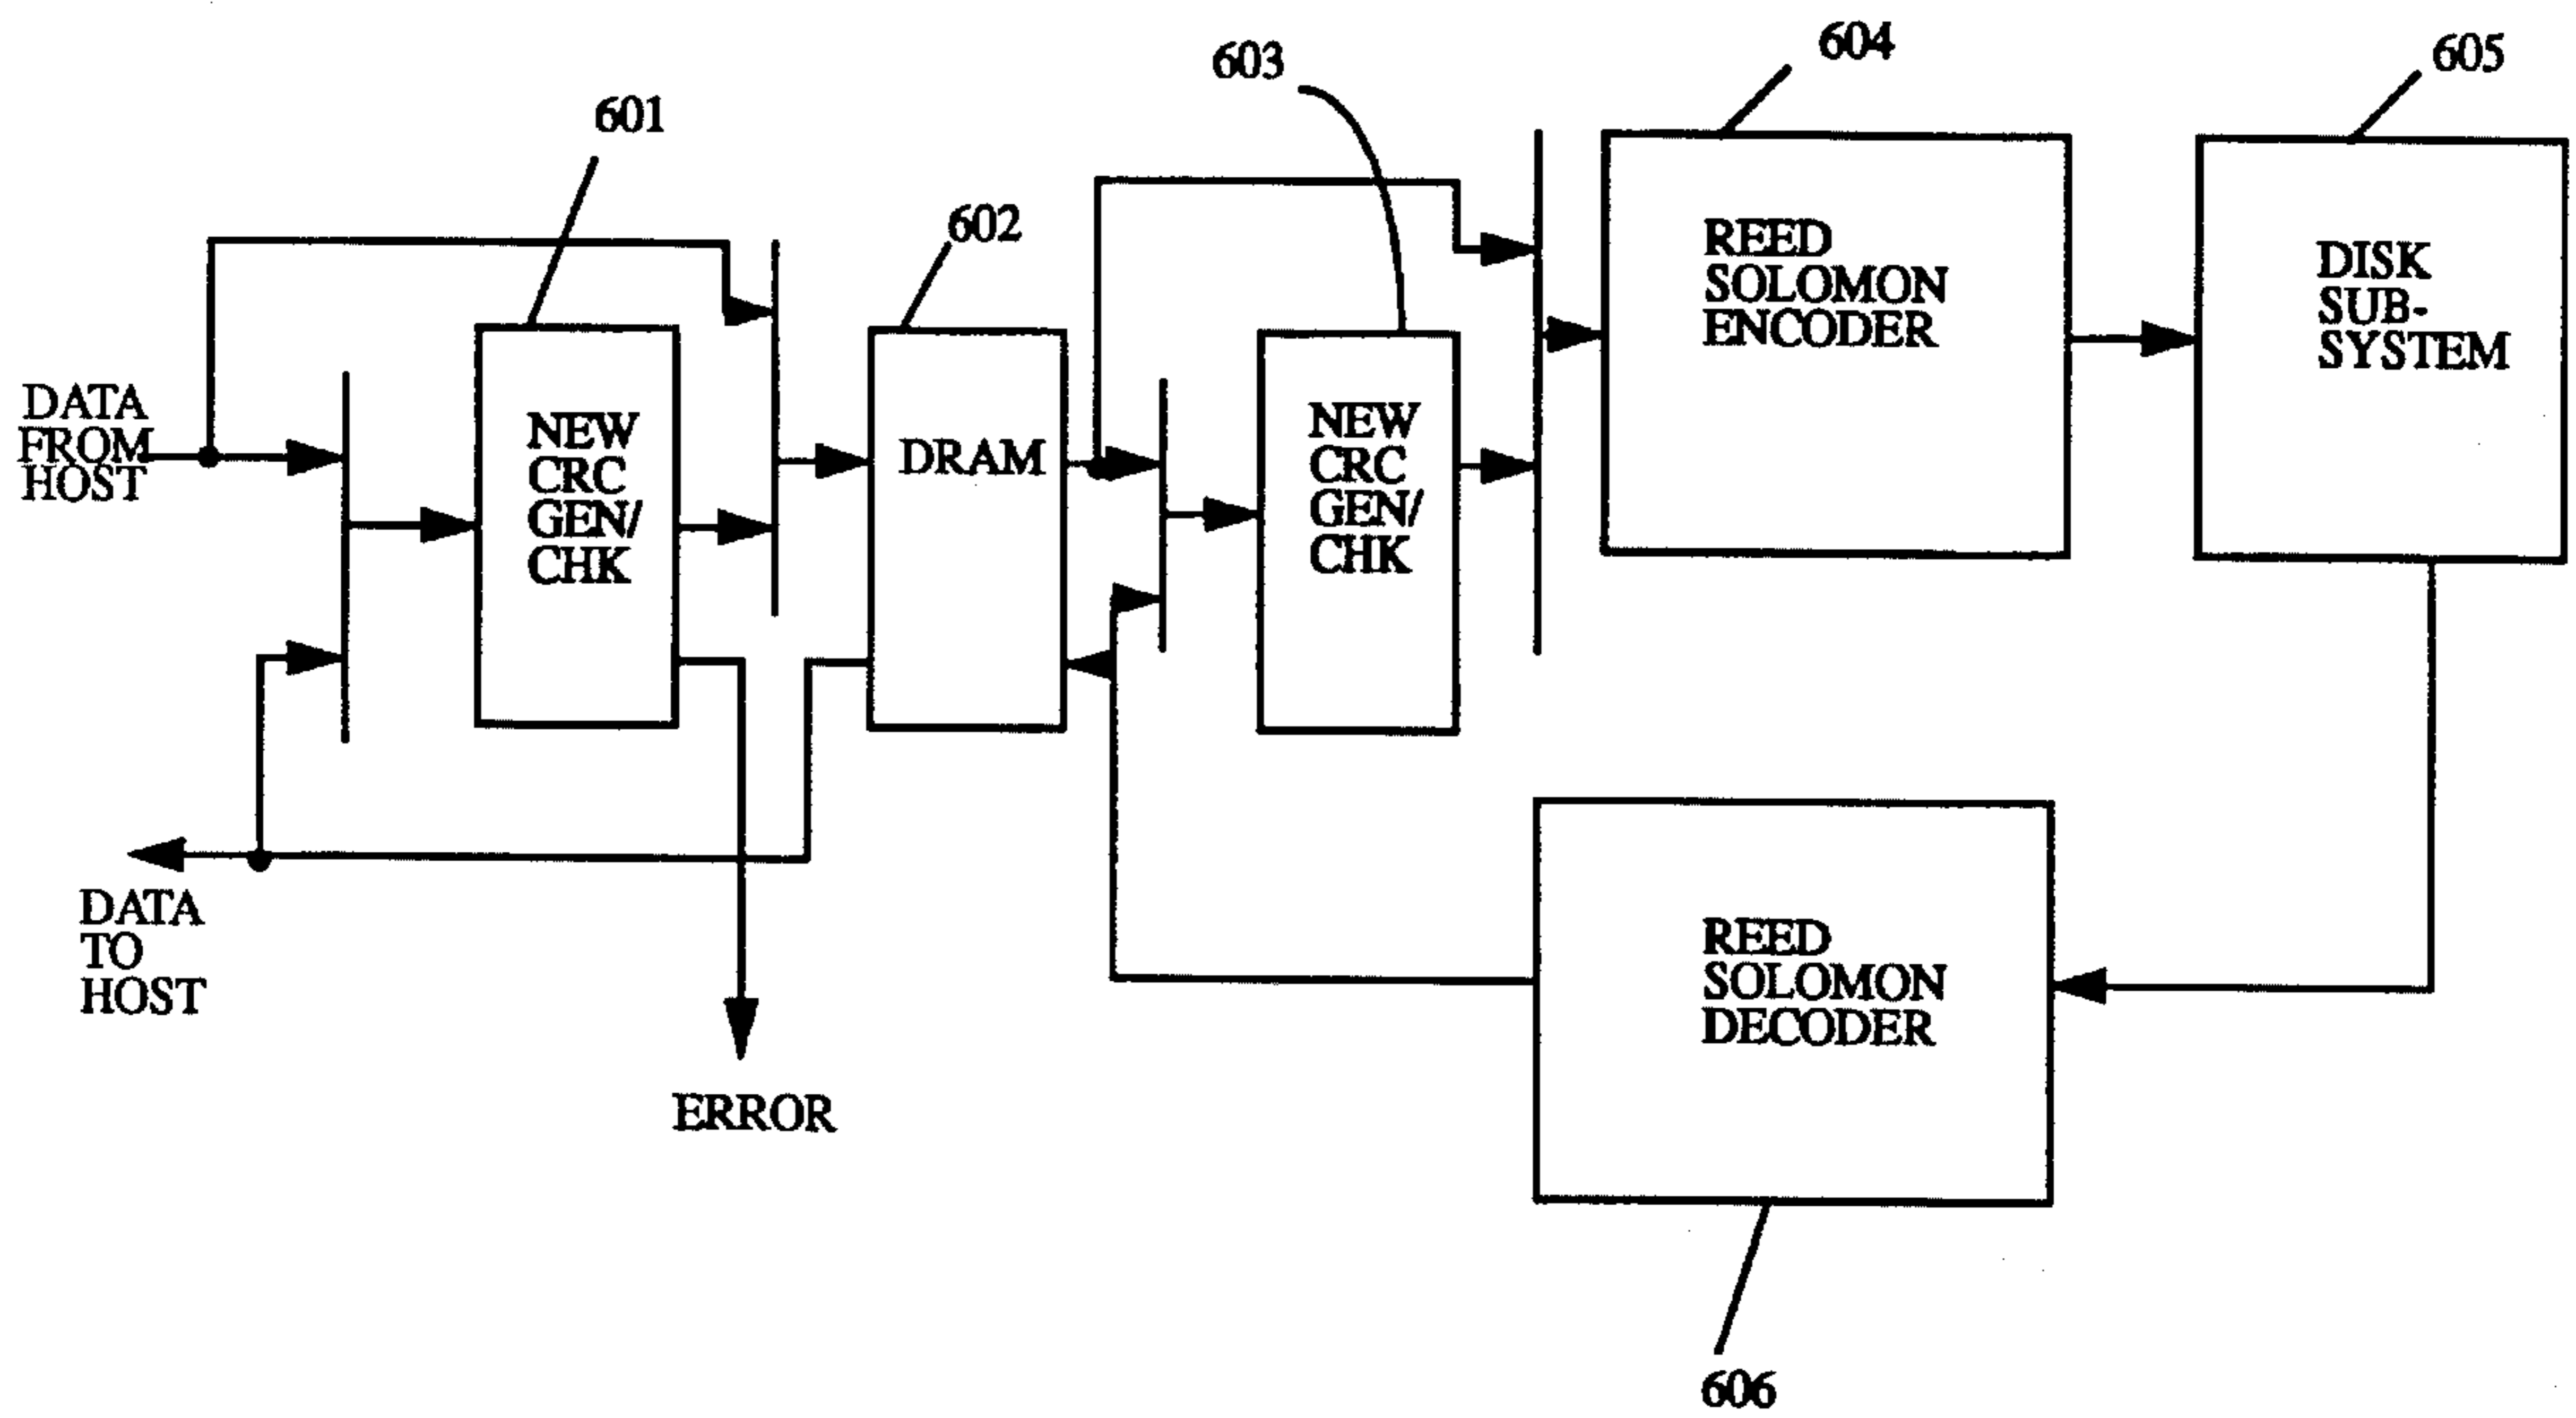 604
605
603
601
602
REED
SOLOMON
ENCODER
DISK
SUB-
SYSTEM
DATA
FROM
HOST
NEW
CRC
GEN/
CHK
DRAM
NEW
CRC
GEN/
CHK
DATA
TO
HOST
REED
SOLOMON
DECODER
ERROR
606